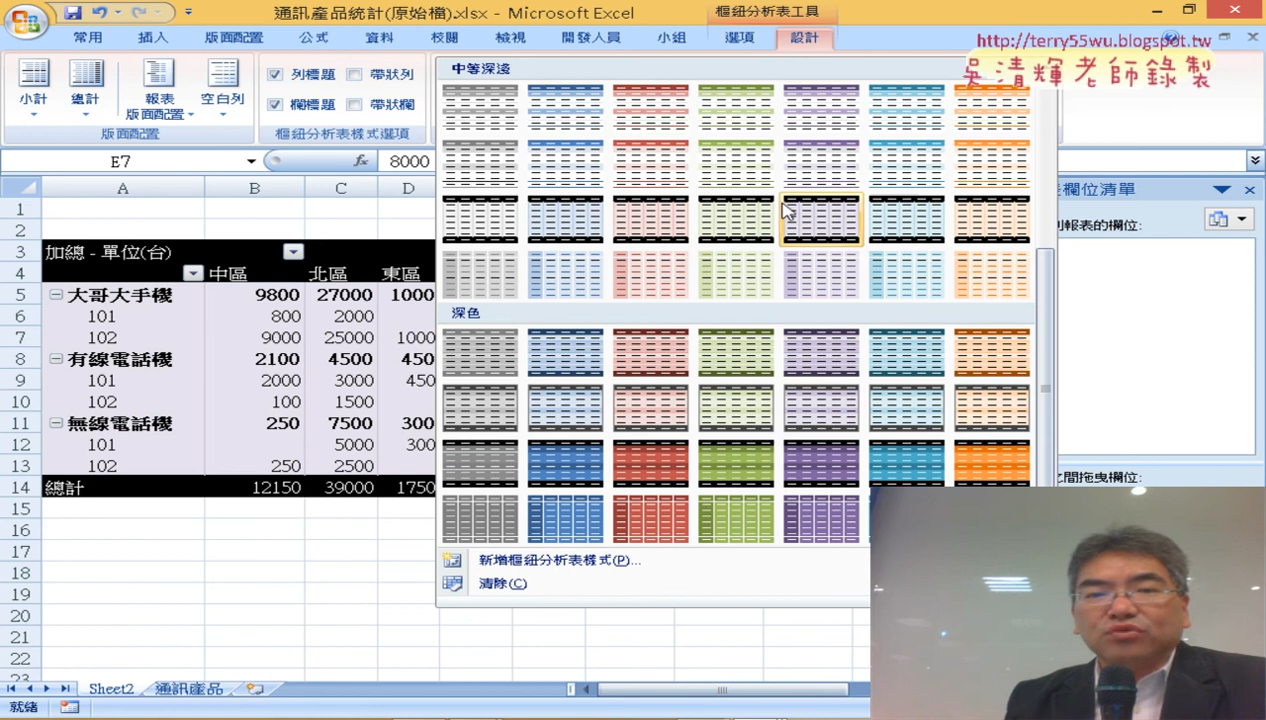 通訊產品統計(原始檔).xlsx - Microsoft Excel
樞紐分析表工具
常用 插入 版面配置 公式 資料 校閱 檢視 開發人員 小組 選項 設計
http://terry55wu.blogspot.tw
吳清輝老師錄製
小計 總計 報表版面配置 空白列
列標題 帶狀列
欄標題 帶狀欄
版面配置 樞紐分析表樣式選項
中等深淺
E7 fx 8000
欄位清單
A B C D
1
2
3 加總 - 單位(台)
4 中區 北區 東區
5 大哥大手機 9800 27000 1000
6 101 800 2000
7 102 9000 25000 1000
8 有線電話機 2100 4500 450
9 101 2000 3000 450
10 102 100 1500
11 無線電話機 250 7500 300
12 101 5000 300
13 102 250 2500
14 總計 12150 39000 1750
15
16
17
18
19
20
21
22
23
深色
報表的欄位:
之間拖曳欄位:
新增樞紐分析表樣式(P)...
清除(C)
Sheet2 通訊產品
就緒